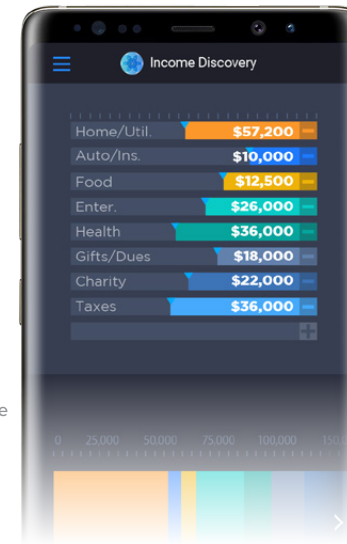 Income Discovery
Home/Util. $57,200
Auto/Ins. $10,000
Food $12,500
Enter. $26,000
Health $36,000
Gifts/Dues $18,000
Charity $22,000
Taxes $36,000
e
0 25,000 50,000 75,000 100,000 150,0